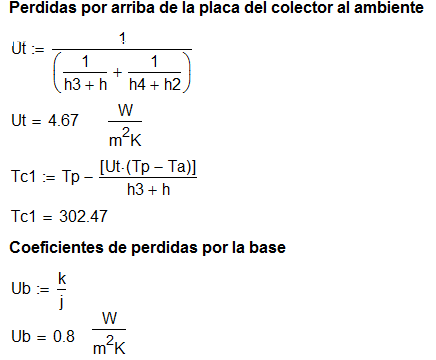 Perdidas por arriba de la placa del colector al ambiente
Ut := 1 / (1 / (h3 + h) + 1 / (h4 + h2))
Ut = 4.67 W / m²K
Tc1 := Tp − [Ut·(Tp − Ta)] / (h3 + h)
Tc1 = 302.47
Coeficientes de perdidas por la base
Ub := k / j
Ub = 0.8 W / m²K